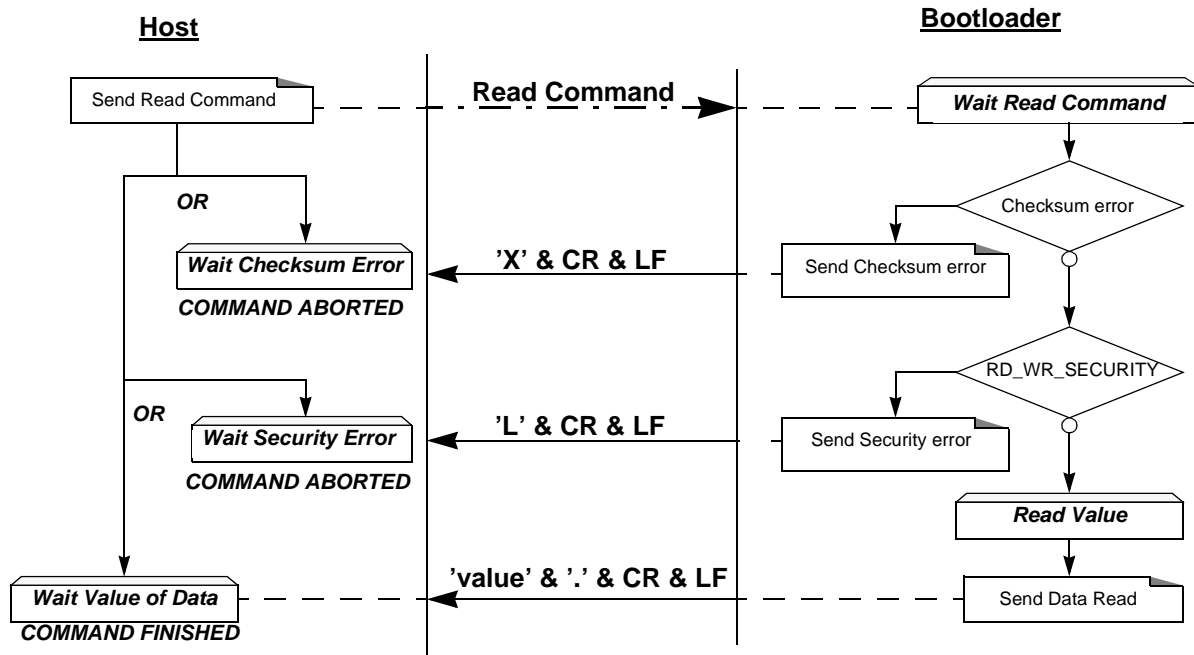 Host
Bootloader
Send Read Command
Read Command
Wait Read Command
OR
Checksum error
Wait Checksum Error
’X’ & CR & LF
Send Checksum error
COMMAND ABORTED
RD_WR_SECURITY
OR
Wait Security Error
’L’ & CR & LF
Send Security error
COMMAND ABORTED
Read Value
’value’ & ’.’ & CR & LF
Wait Value of Data
Send Data Read
COMMAND FINISHED